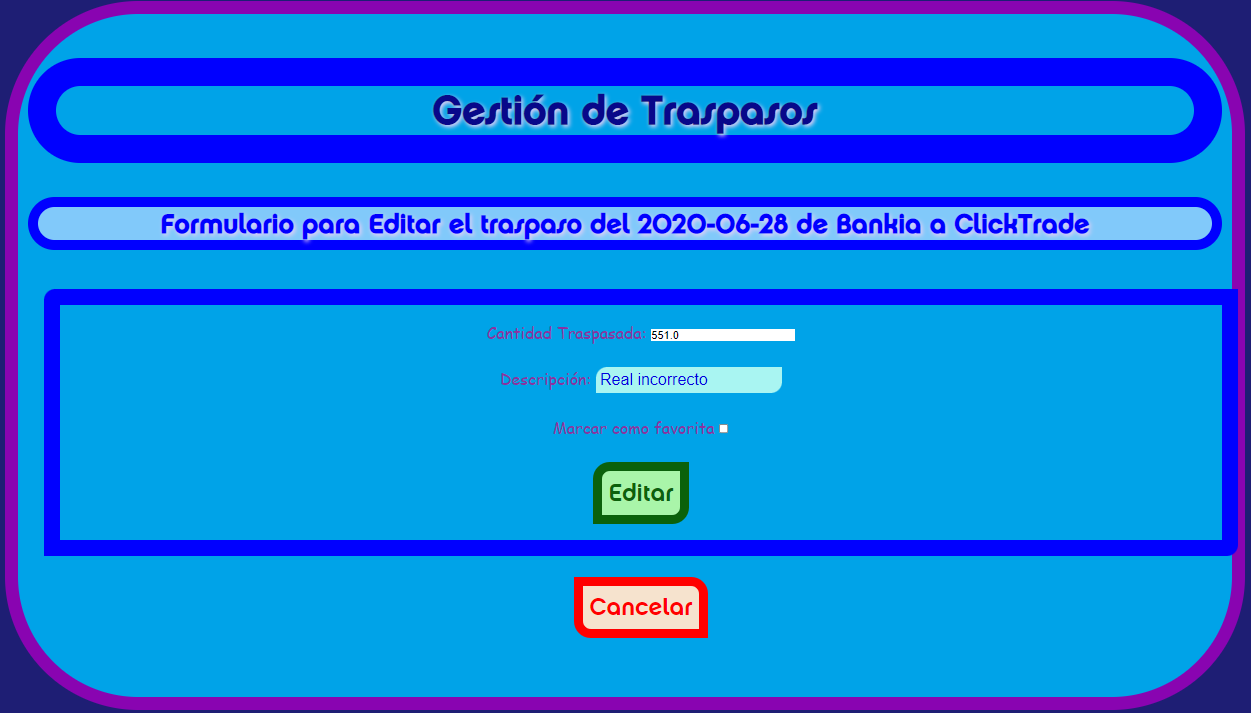 Gestión de Traspasos
Formulario para Editar el traspaso del 2020-06-28 de Bankia a ClickTrade
Cantidad Traspasada: 551.0
Descripción: Real incorrecto
Marcar como favorita
Editar
Cancelar